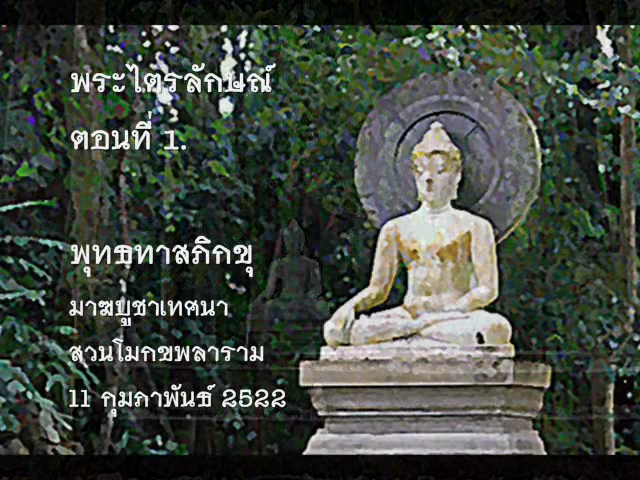 พระไตรลักษณ์
ตอนที่ 1.
พุทธทาสภิกขุ
มาฆบูชาเทศนา
สวนโมกขพลาราม
11 กุมภาพันธ์ 2522